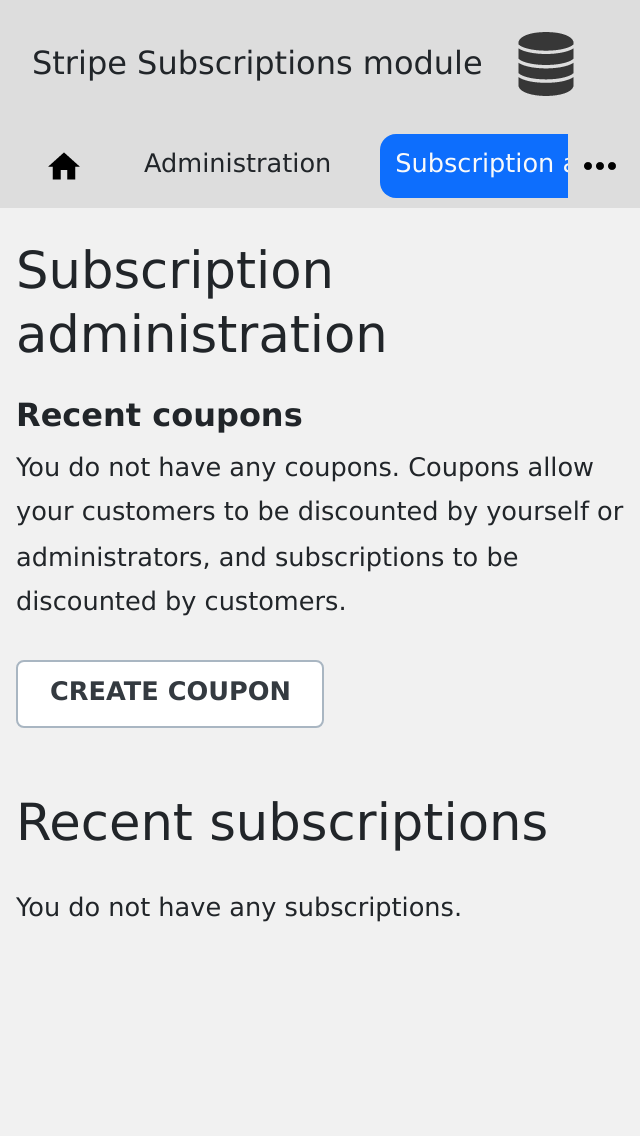 Stripe Subscriptions module
Administration
Subscription a
Subscription
administration
Recent coupons
You do not have any coupons. Coupons allow
your customers to be discounted by yourself or
administrators, and subscriptions to be
discounted by customers.
CREATE COUPON
Recent subscriptions
You do not have any subscriptions.